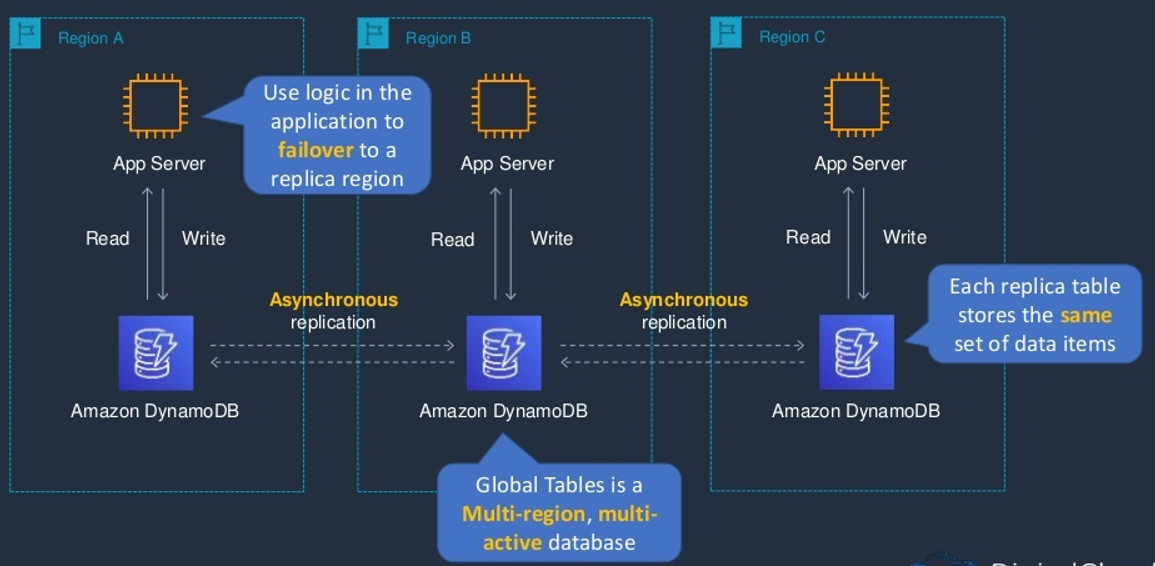 Region A
Region B
Region C
Use logic in the
application to
failover to a
replica region
App Server
App Server
App Server
Read
Write
Read
Write
Read
Write
Asynchronous
replication
Asynchronous
replication
Each replica table
stores the same
set of data items
Amazon DynamoDB
Amazon DynamoDB
Amazon DynamoDB
Global Tables is a
Multi-region, multi-
active database